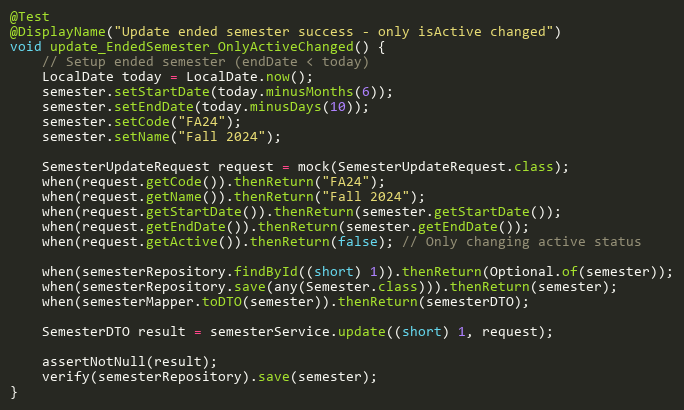 @Test
@DisplayName("Update ended semester success - only isActive changed")
void update_EndedSemester_OnlyActiveChanged() {
    // Setup ended semester (endDate < today)
    LocalDate today = LocalDate.now();
    semester.setStartDate(today.minusMonths(6));
    semester.setEndDate(today.minusDays(10));
    semester.setCode("FA24");
    semester.setName("Fall 2024");

    SemesterUpdateRequest request = mock(SemesterUpdateRequest.class);
    when(request.getCode()).thenReturn("FA24");
    when(request.getName()).thenReturn("Fall 2024");
    when(request.getStartDate()).thenReturn(semester.getStartDate());
    when(request.getEndDate()).thenReturn(semester.getEndDate());
    when(request.getActive()).thenReturn(false); // Only changing active status

    when(semesterRepository.findById((short) 1)).thenReturn(Optional.of(semester));
    when(semesterRepository.save(any(Semester.class))).thenReturn(semester);
    when(semesterMapper.toDTO(semester)).thenReturn(semesterDTO);

    SemesterDTO result = semesterService.update((short) 1, request);

    assertNotNull(result);
    verify(semesterRepository).save(semester);
}